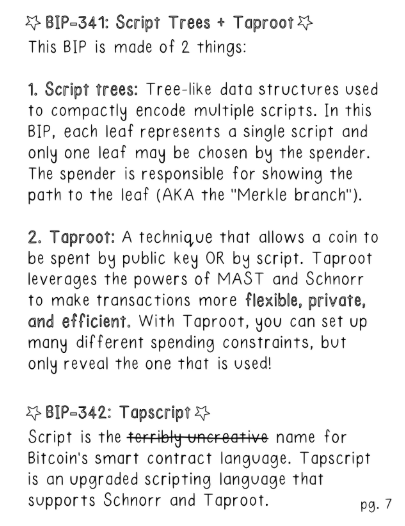 ☆ BIP-341: Script Trees + Taproot ☆
This BIP is made of 2 things:
1. Script trees: Tree-like data structures used
to compactly encode multiple scripts. In this
BIP, each leaf represents a single script and
only one leaf may be chosen by the spender.
The spender is responsible for showing the
path to the leaf (AKA the "Merkle branch").
2. Taproot: A technique that allows a coin to
be spent by public key OR by script. Taproot
leverages the powers of MAST and Schnorr
to make transactions more flexible, private,
and efficient. With Taproot, you can set up
many different spending constraints, but
only reveal the one that is used!
☆ BIP-342: Tapscript ☆
Script is the terribly uncreative name for
Bitcoin's smart contract language. Tapscript
is an upgraded scripting language that
supports Schnorr and Taproot.
pg. 7